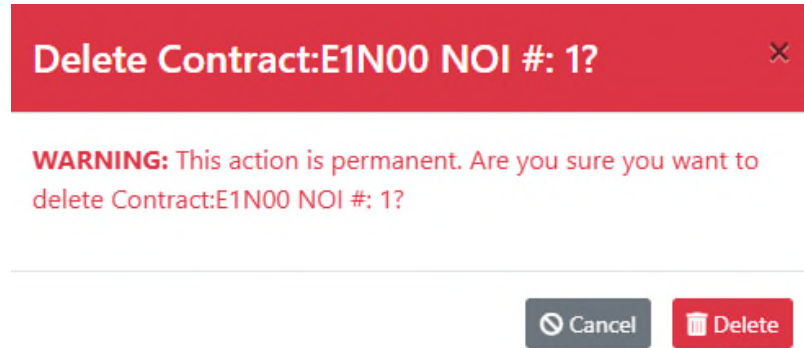 Delete Contract:E1N00 NOI #: 1?
WARNING: This action is permanent. Are you sure you want to
delete Contract:E1N00 NOI #: 1?
Cancel Delete